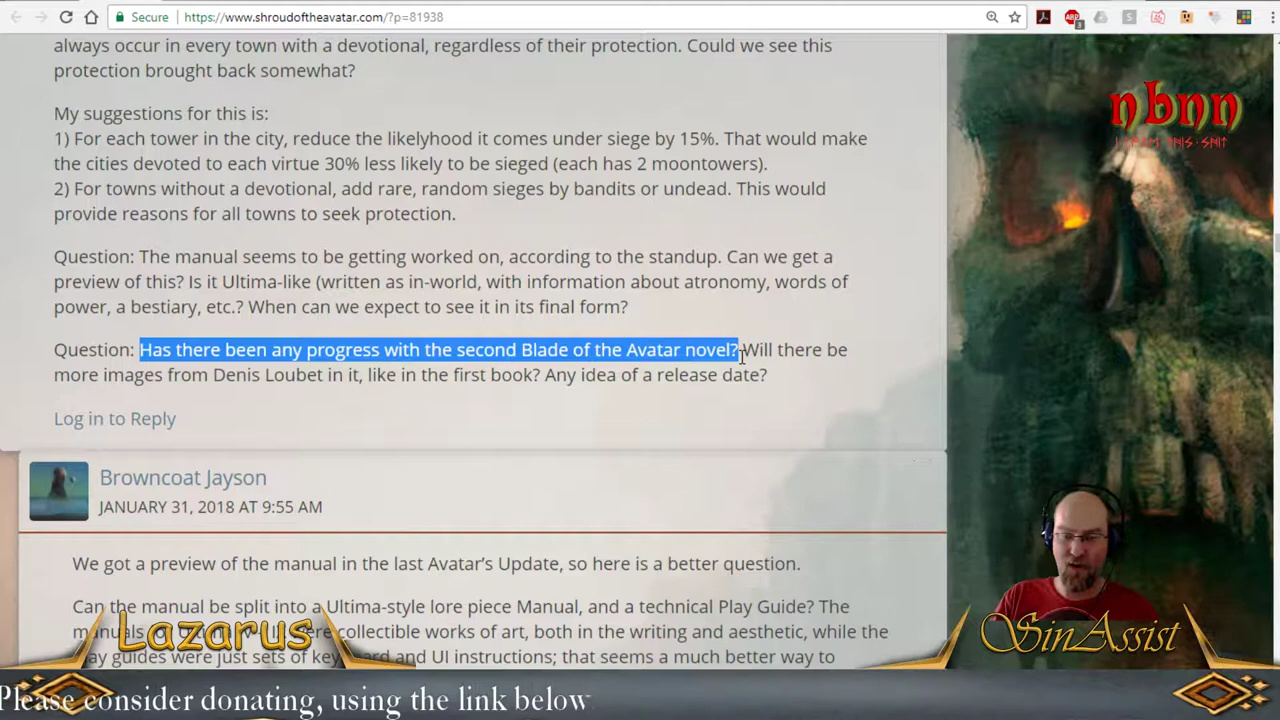 Secure
https://www.shroudoftheavatar.com/?p=81938
always occur in every town with a devotional, regardless of their protection. Could we see this
protection brought back somewhat?
My suggestions for this is:
1) For each tower in the city, reduce the likelyhood it comes under siege by 15%. That would make
the cities devoted to each virtue 30% less likely to be sieged (each has 2 moontowers).
2) For towns without a devotional, add rare, random sieges by bandits or undead. This would
provide reasons for all towns to seek protection.
Question: The manual seems to be getting worked on, according to the standup. Can we get a
preview of this? Is it Ultima-like (written as in-world, with information about atronomy, words of
power, a bestiary, etc.? When can we expect to see it in its final form?
Question: Has there been any progress with the second Blade of the Avatar novel? Will there be
more images from Denis Loubet in it, like in the first book? Any idea of a release date?
Log in to Reply
Browncoat Jayson
JANUARY 31, 2018 AT 9:55 AM
We got a preview of the manual in the last Avatar's Update, so here is a better question.
Can the manual be split into a Ultima-style lore piece Manual, and a technical Play Guide? The
collectible works of art, both in the writing and aesthetic, while the
guides were just sets of and UI instructions; that seems a much better way to
nbnn
Lazarus
SinAssist
Please consider donating, using the link below